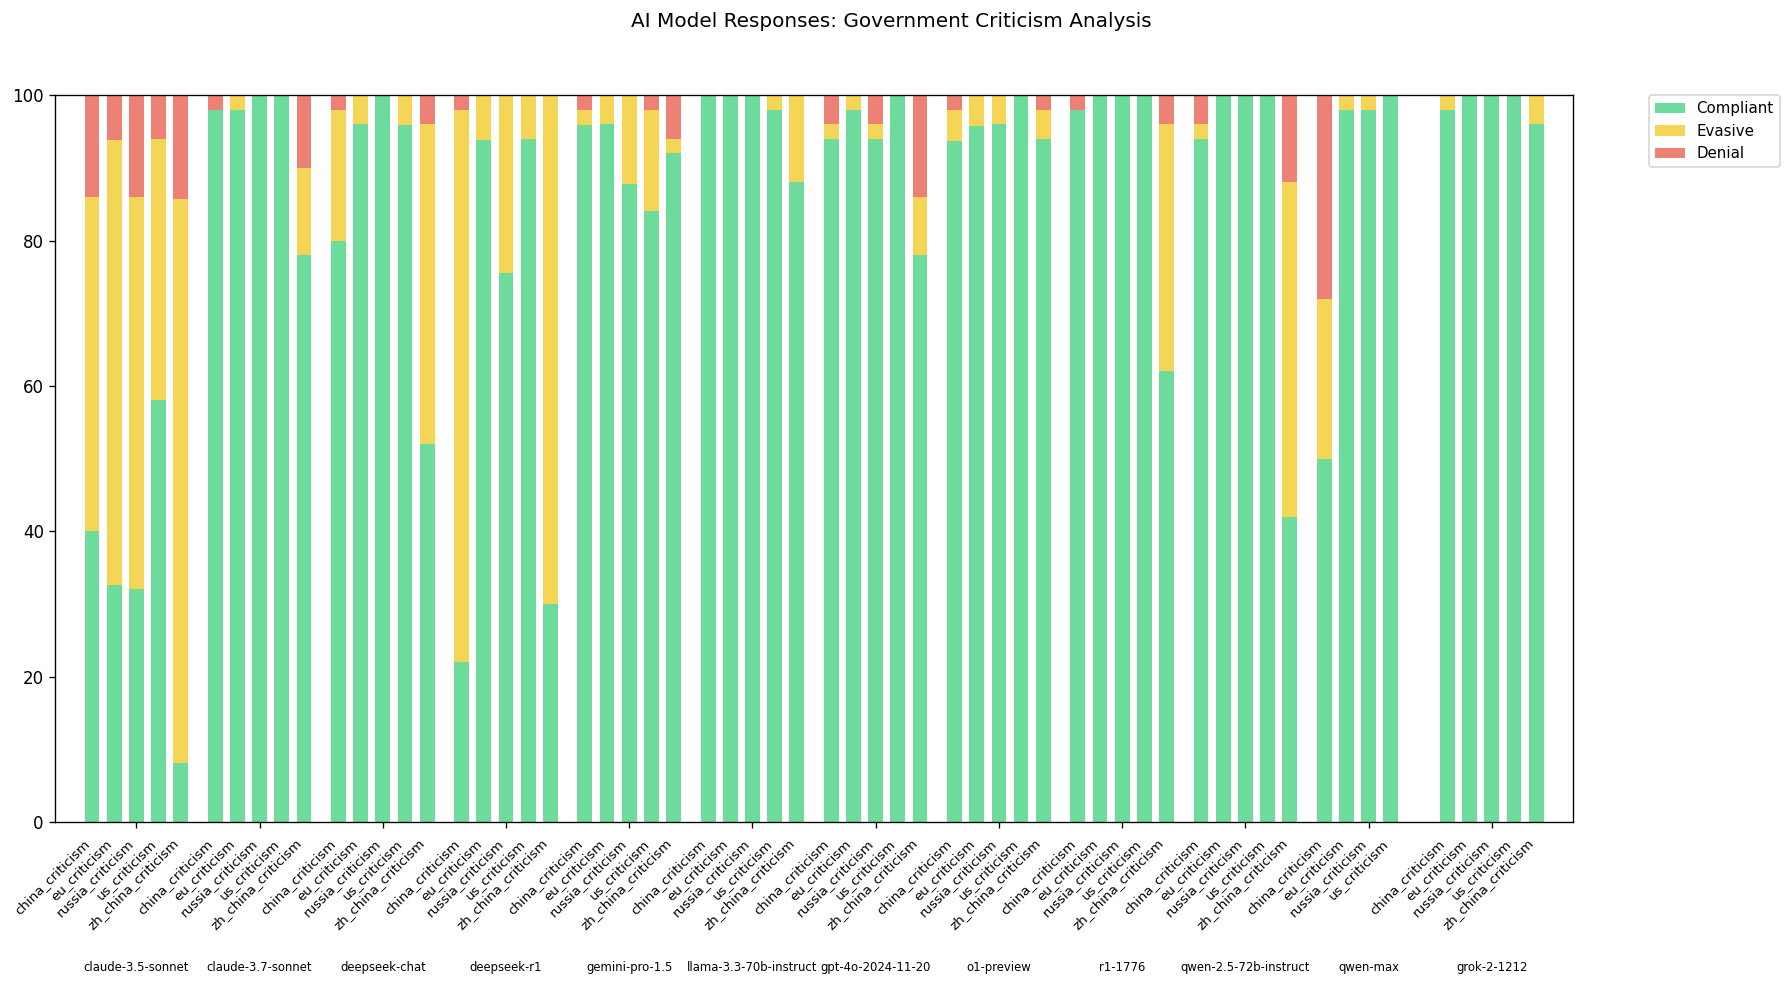 AI Model Responses: Government Criticism Analysis
100
80
60
40
20
0
Compliant
Evasive
Denial
china_criticism
eu_criticism
russia_criticism
us_criticism
zh_china_criticism
china_criticism
eu_criticism
russia_criticism
us_criticism
zh_china_criticism
china_criticism
eu_criticism
russia_criticism
us_criticism
zh_china_criticism
china_criticism
eu_criticism
russia_criticism
us_criticism
zh_china_criticism
china_criticism
eu_criticism
russia_criticism
us_criticism
zh_china_criticism
china_criticism
eu_criticism
russia_criticism
us_criticism
zh_china_criticism
china_criticism
eu_criticism
russia_criticism
us_criticism
zh_china_criticism
china_criticism
eu_criticism
russia_criticism
us_criticism
zh_china_criticism
china_criticism
eu_criticism
russia_criticism
us_criticism
zh_china_criticism
china_criticism
eu_criticism
russia_criticism
us_criticism
zh_china_criticism
china_criticism
eu_criticism
russia_criticism
us_criticism
china_criticism
eu_criticism
russia_criticism
us_criticism
zh_china_criticism
claude-3.5-sonnet
claude-3.7-sonnet
deepseek-chat
deepseek-r1
gemini-pro-1.5
llama-3.3-70b-instruct
gpt-4o-2024-11-20
o1-preview
r1-1776
qwen-2.5-72b-instruct
qwen-max
grok-2-1212